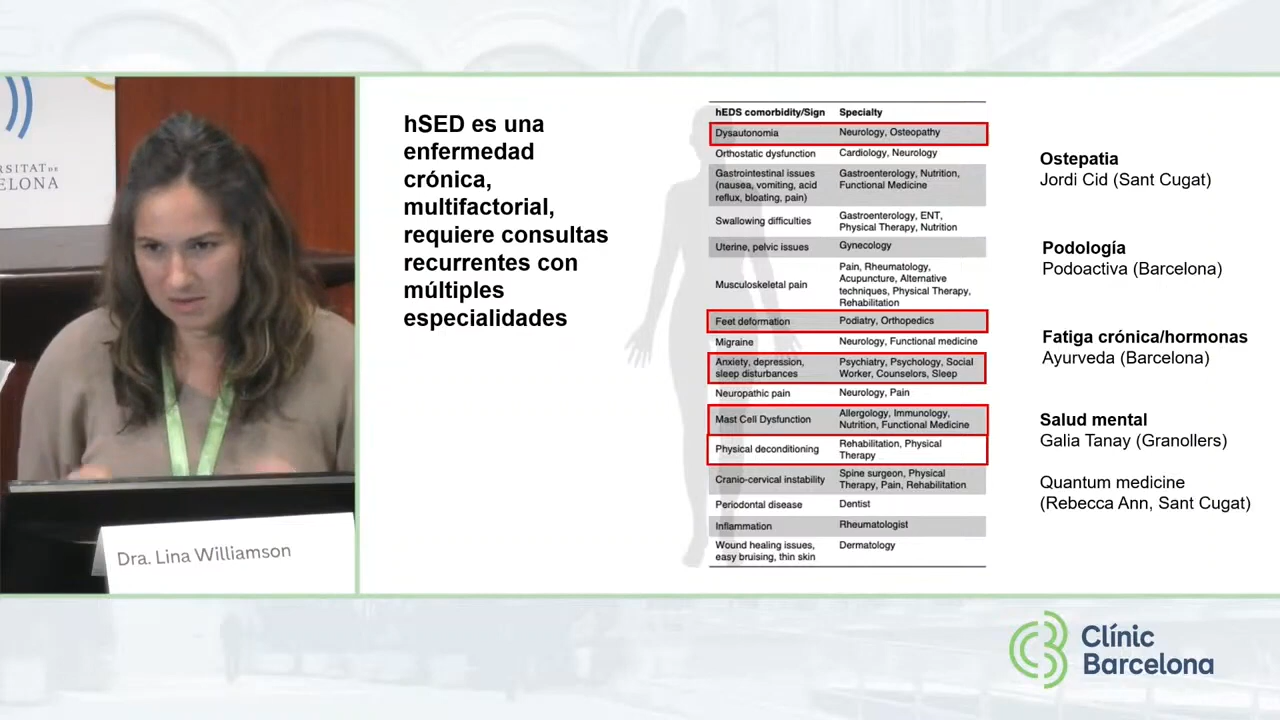 hSED es una
enfermedad
crónica,
multifactorial,
requiere consultas
recurrentes con
múltiples
especialidades
hEDS comorbidity/Sign Specialty
Dysautonomia Neurology, Osteopathy
Orthostatic dysfunction Cardiology, Neurology
Gastrointestinal issues Gastroenterology, Nutrition,
(nausea, vomiting, acid Functional Medicine
reflux, bloating, pain)
Swallowing difficulties Gastroenterology, ENT,
Physical Therapy, Nutrition
Uterine, pelvic issues Gynecology
Musculoskeletal pain Pain, Rheumatology,
Acupuncture, Alternative
techniques, Physical Therapy,
Rehabilitation
Feet deformation Podiatry, Orthopedics
Migraine Neurology, Functional medicine
Anxiety, depression, Psychiatry, Psychology, Social
sleep disturbances Worker, Counselors, Sleep
Neuropathic pain Neurology, Pain
Mast Cell Dysfunction Allergology, Immunology,
Nutrition, Functional Medicine
Physical deconditioning Rehabilitation, Physical
Therapy
Cranio-cervical instability Spine surgeon, Physical
Therapy, Pain, Rehabilitation
Periodontal disease Dentist
Inflammation Rheumatologist
Wound healing issues, Dermatology
easy bruising, thin skin
Ostepatia
Jordi Cid (Sant Cugat)
Podología
Podoactiva (Barcelona)
Fatiga crónica/hormonas
Ayurveda (Barcelona)
Salud mental
Galia Tanay (Granollers)
Quantum medicine
(Rebecca Ann, Sant Cugat)
Dra. Lina Williamson
Clínic
Barcelona